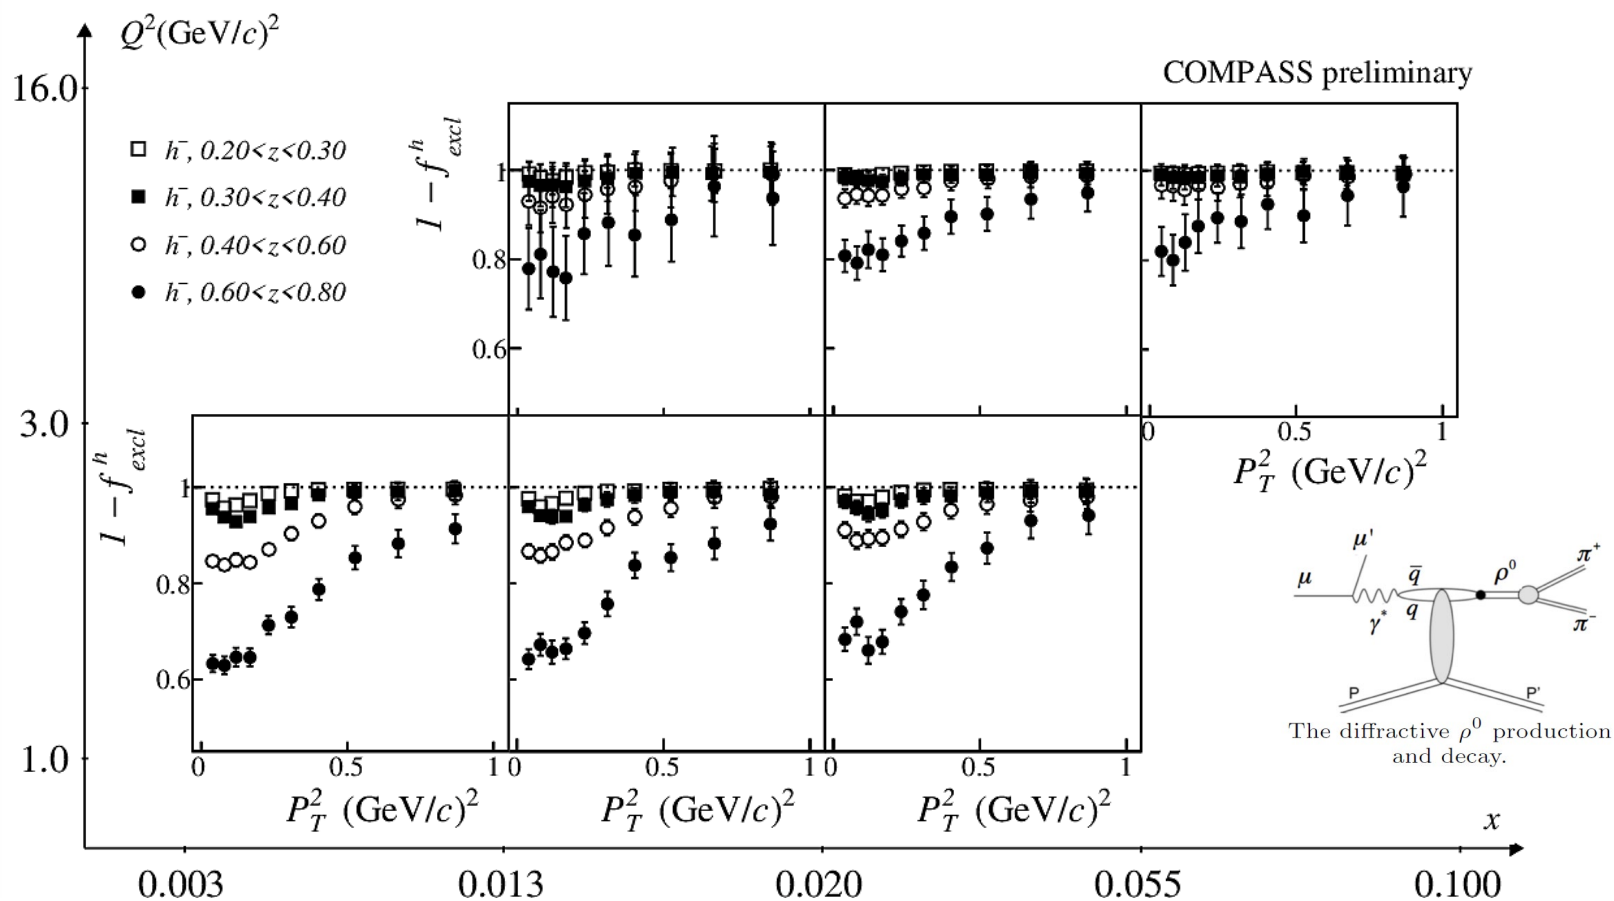 Q²(GeV/c)²
16.0
COMPASS preliminary
h⁻, 0.20<z<0.30
h⁻, 0.30<z<0.40
h⁻, 0.40<z<0.60
h⁻, 0.60<z<0.80
1 − f^h_excl
1
0.8
0.6
3.0
0 0.5 1
P_T² (GeV/c)²
1 − f^h_excl
1
0.8
0.6
μ μ' γ* q̄ q ρ⁰ π⁺ π⁻
P P'
The diffractive ρ⁰ production
and decay.
1.0
0 0.5 1 0 0.5 1 0 0.5 1
P_T² (GeV/c)² P_T² (GeV/c)² P_T² (GeV/c)²
x
0.003 0.013 0.020 0.055 0.100